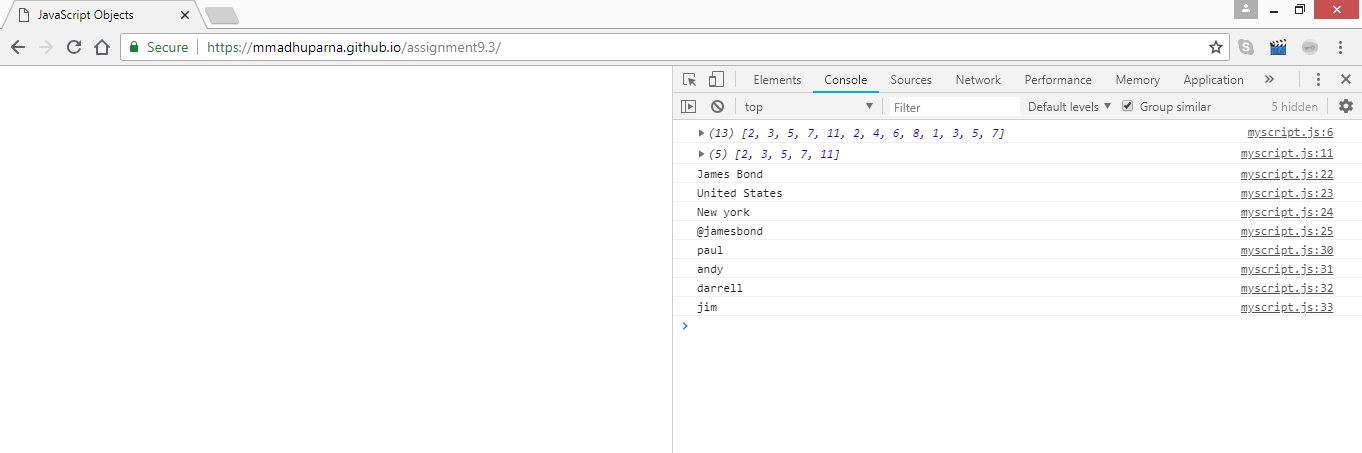 JavaScript Objects
Secure https://mmadhuparna.github.io/assignment9.3/
Elements Console Sources Network Performance Memory Application »
top Filter Default levels Group similar 5 hidden
(13) [2, 3, 5, 7, 11, 2, 4, 6, 8, 1, 3, 5, 7] myscript.js:6
(5) [2, 3, 5, 7, 11] myscript.js:11
James Bond myscript.js:22
United States myscript.js:23
New york myscript.js:24
@jamesbond myscript.js:25
paul myscript.js:30
andy myscript.js:31
darrell myscript.js:32
jim myscript.js:33